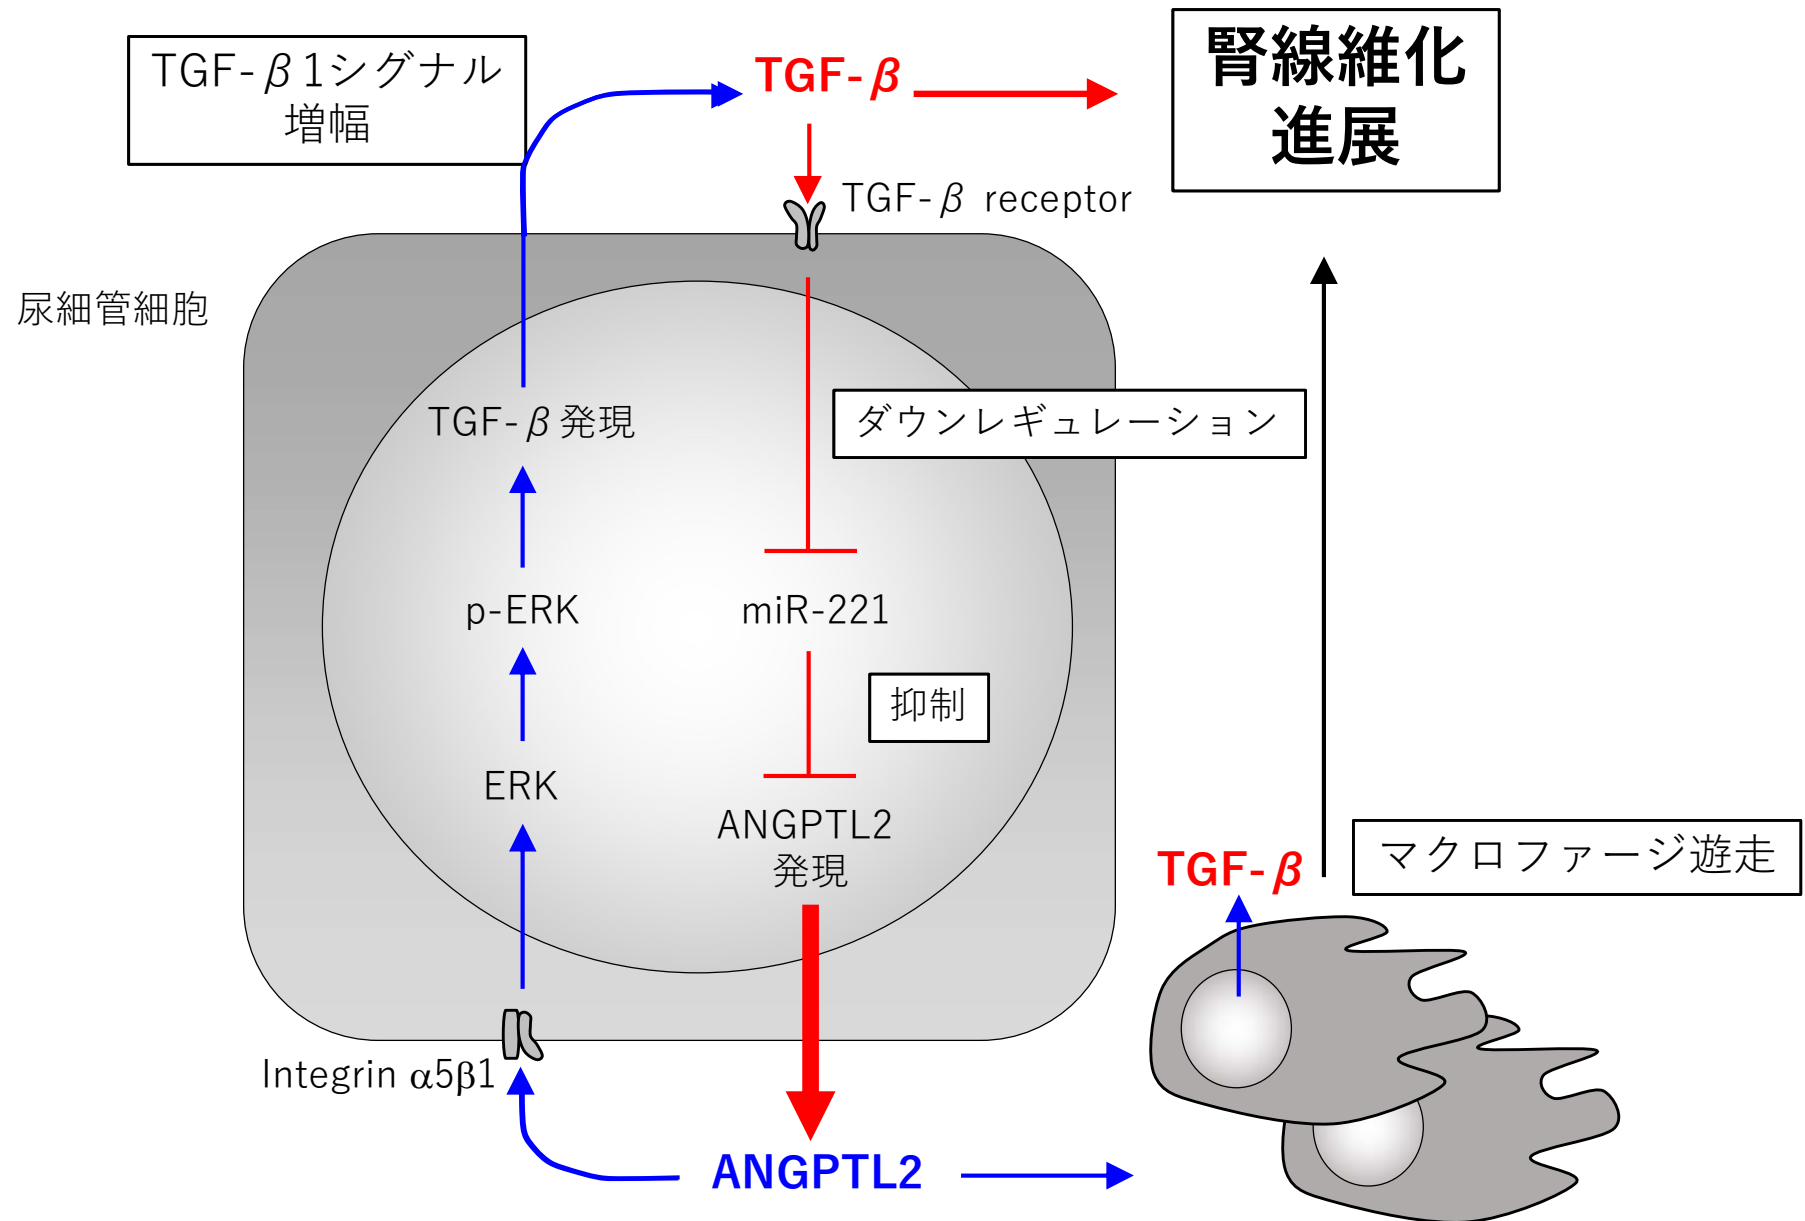 TGF-β1シグナル
増幅
TGF-β
腎線維化
進展
TGF-β receptor
尿細管細胞
TGF-β発現
ダウンレギュレーション
p-ERK
miR-221
抑制
ERK
ANGPTL2
発現
TGF-β
マクロファージ遊走
Integrin α5β1
ANGPTL2